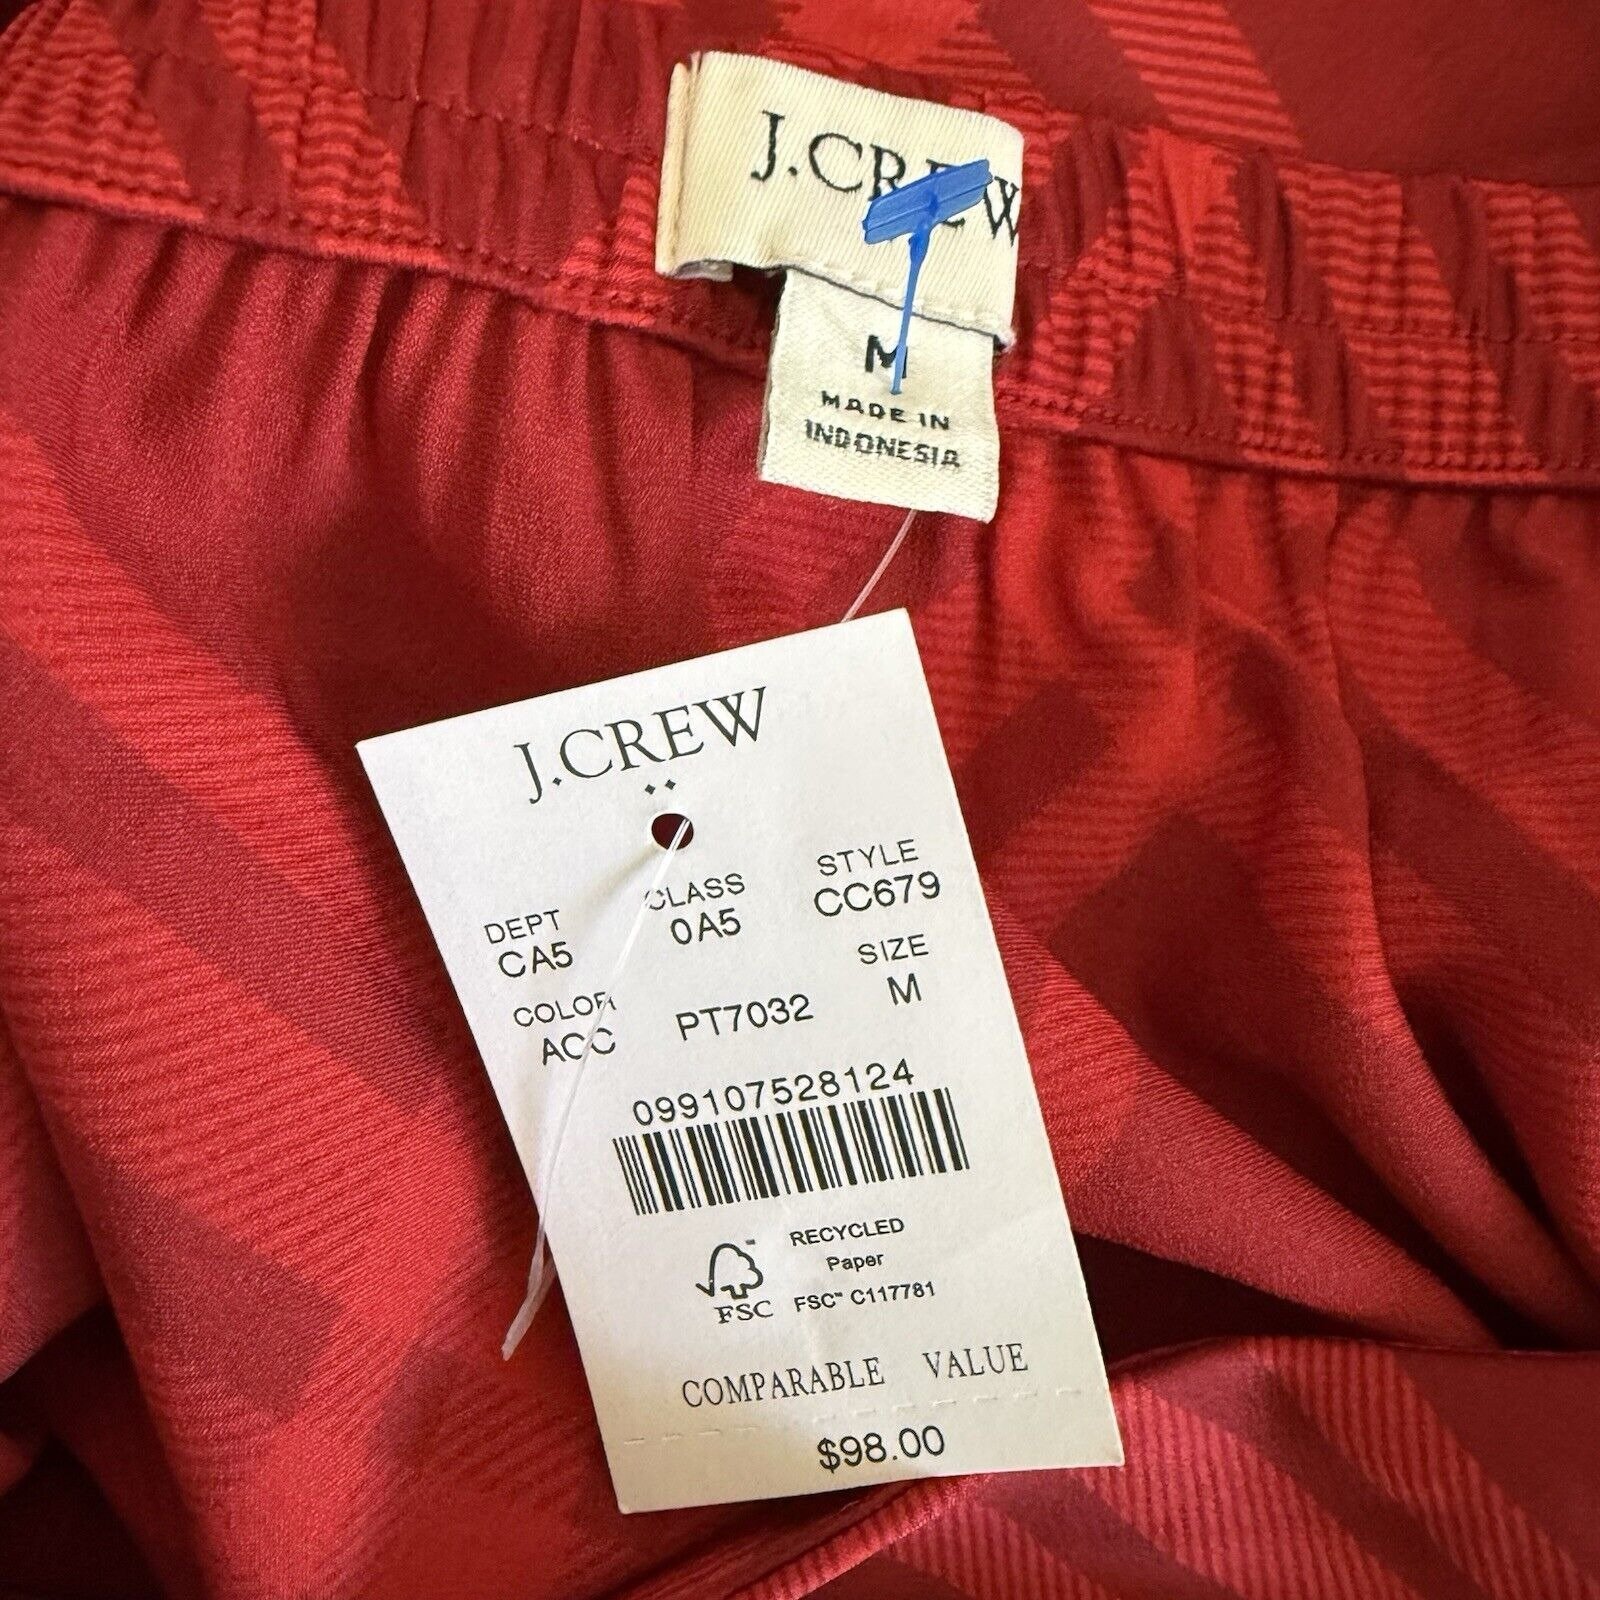 J.CREW
M
MADE IN
INDONESIA
J.CREW
DEPT CLASS STYLE
CA5 0A5 CC679
COLOR SIZE
PT7032 M
099107528124
RECYCLED
Paper
FSC FSC™ C117781
COMPARABLE VALUE
$98.00